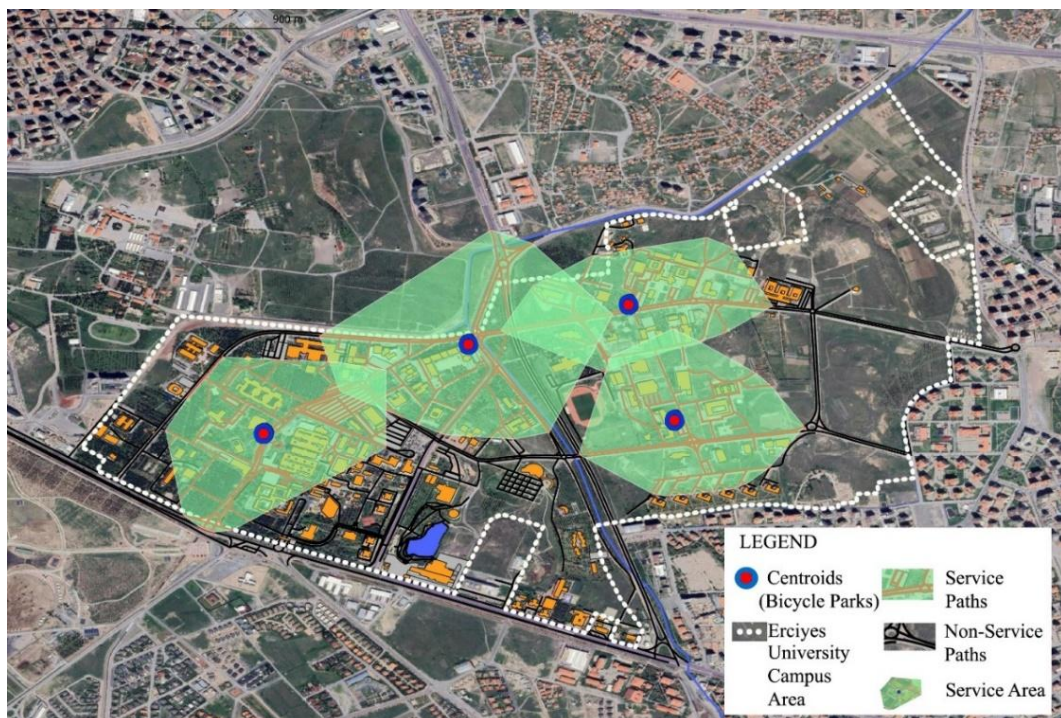 900 m
LEGEND
Centroids
(Bicycle Parks)
Service
Paths
Erciyes
University
Campus
Area
Non-Service
Paths
Service Area